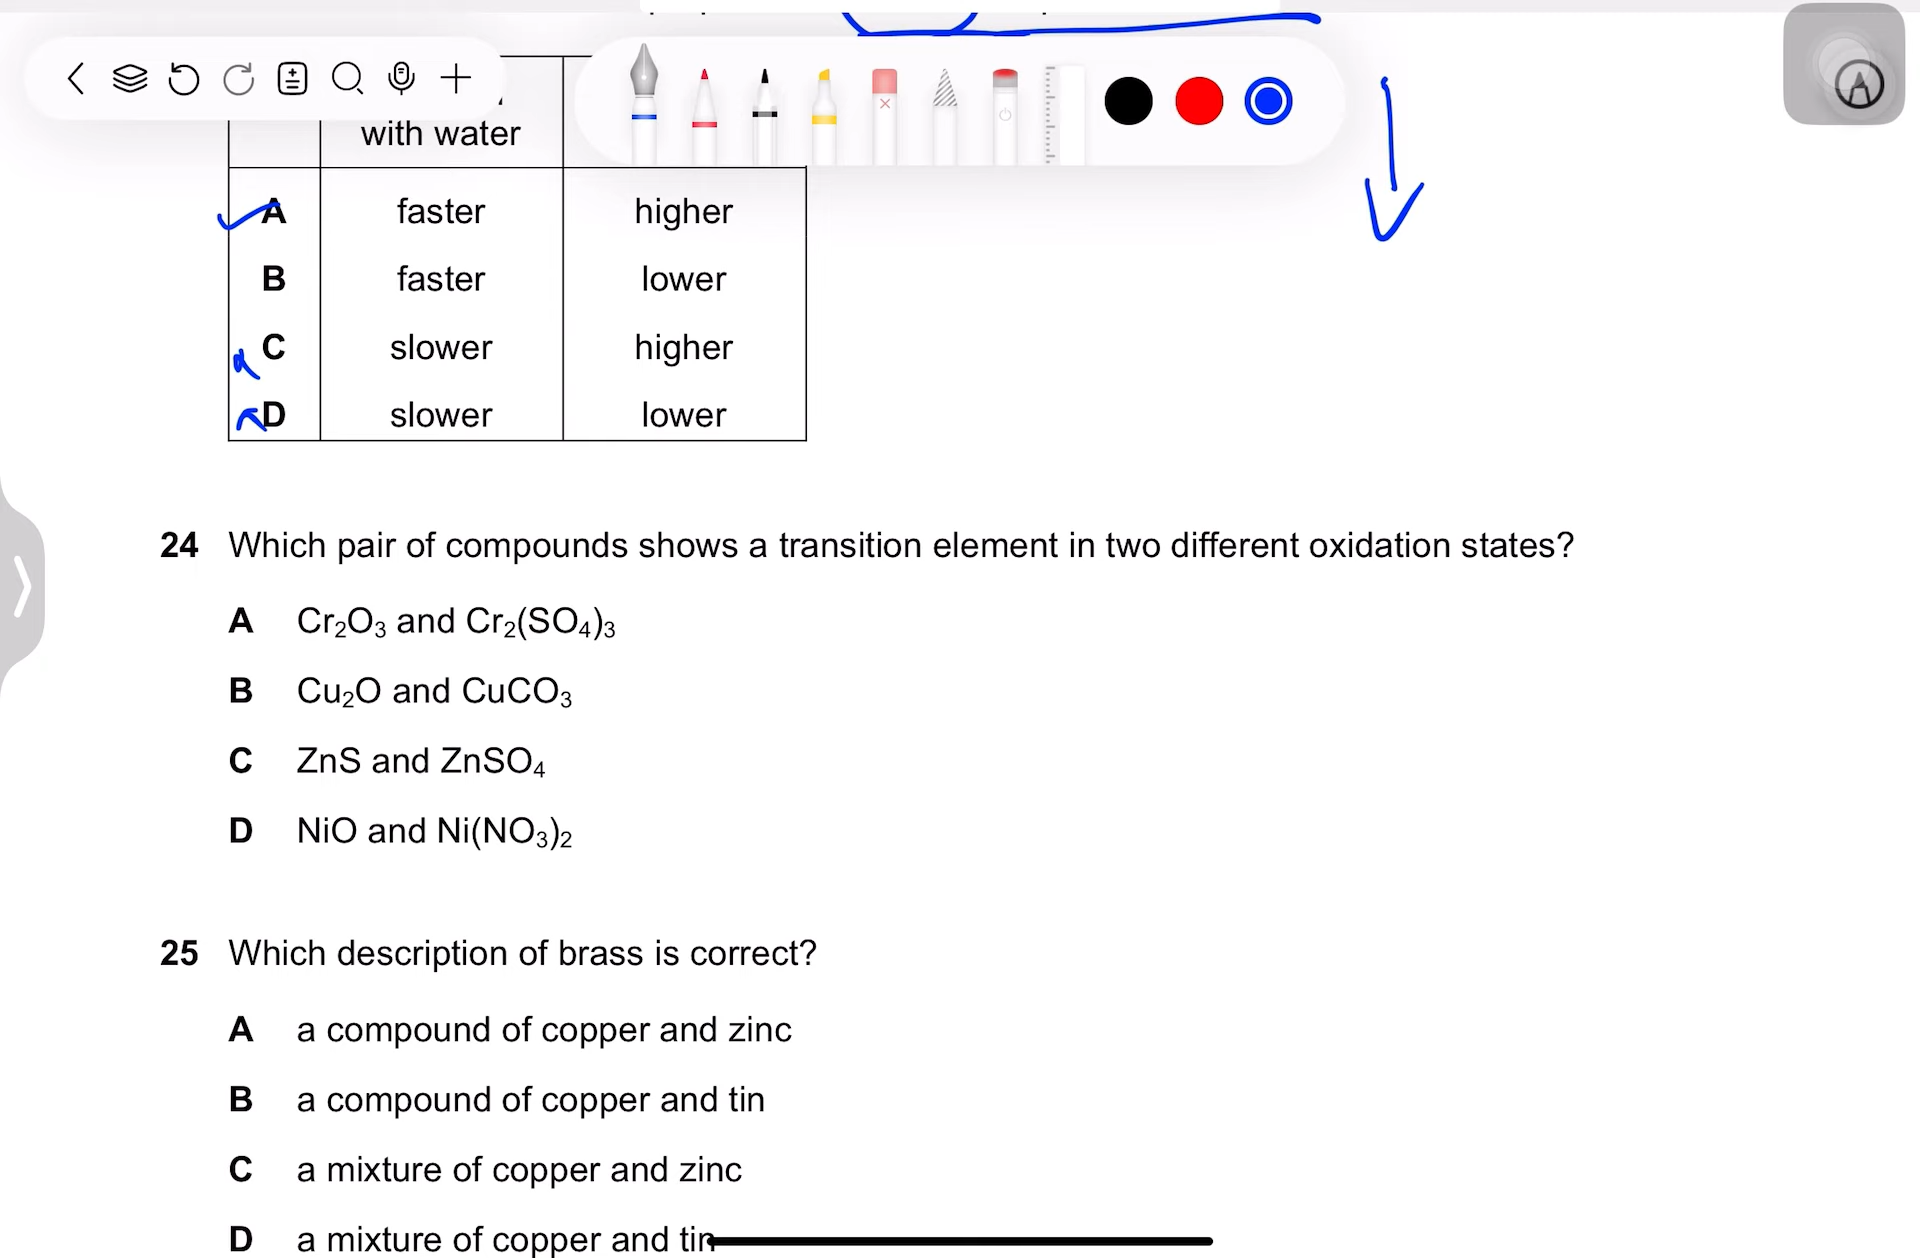 with water
A faster higher
B faster lower
C slower higher
D slower lower
24 Which pair of compounds shows a transition element in two different oxidation states?
A Cr₂O₃ and Cr₂(SO₄)₃
B Cu₂O and CuCO₃
C ZnS and ZnSO₄
D NiO and Ni(NO₃)₂
25 Which description of brass is correct?
A a compound of copper and zinc
B a compound of copper and tin
C a mixture of copper and zinc
D a mixture of copper and tin